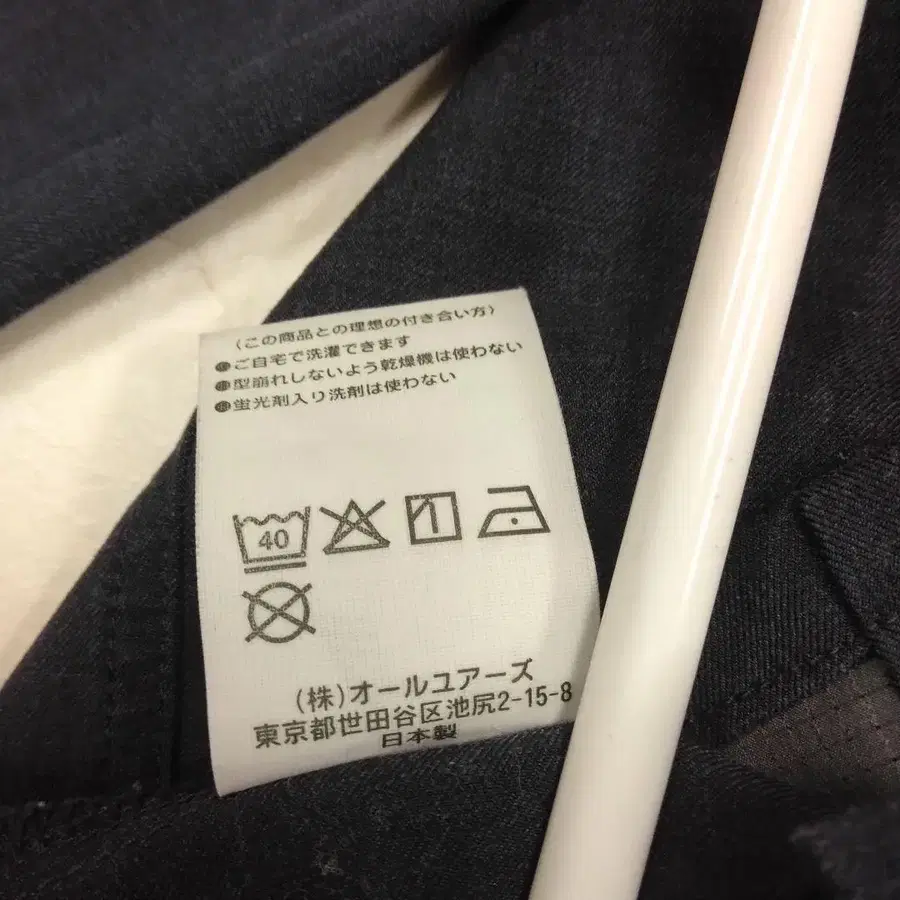 (この商品との理想の付き合い方)
●ご自宅で洗濯できます
●型崩れしないよう乾燥機は使わない
●蛍光剤入り洗剤は使わない
40
(株)オールユアーズ
東京都世田谷区池尻2-15-8
日本製